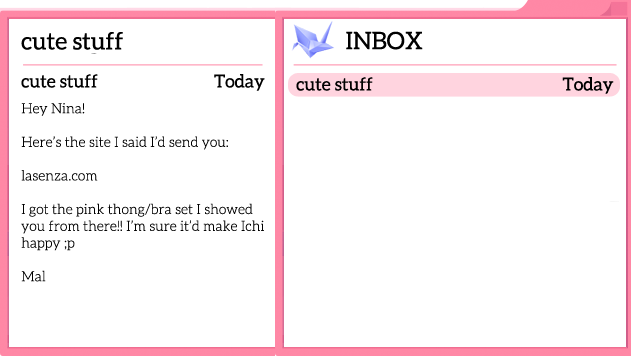 cute stuff
cute stuff Today
Hey Nina!
Here's the site I said I'd send you:
lasenza.com
I got the pink thong/bra set I showed
you from there!! I'm sure it'd make Ichi
happy ;p
Mal
INBOX
cute stuff Today